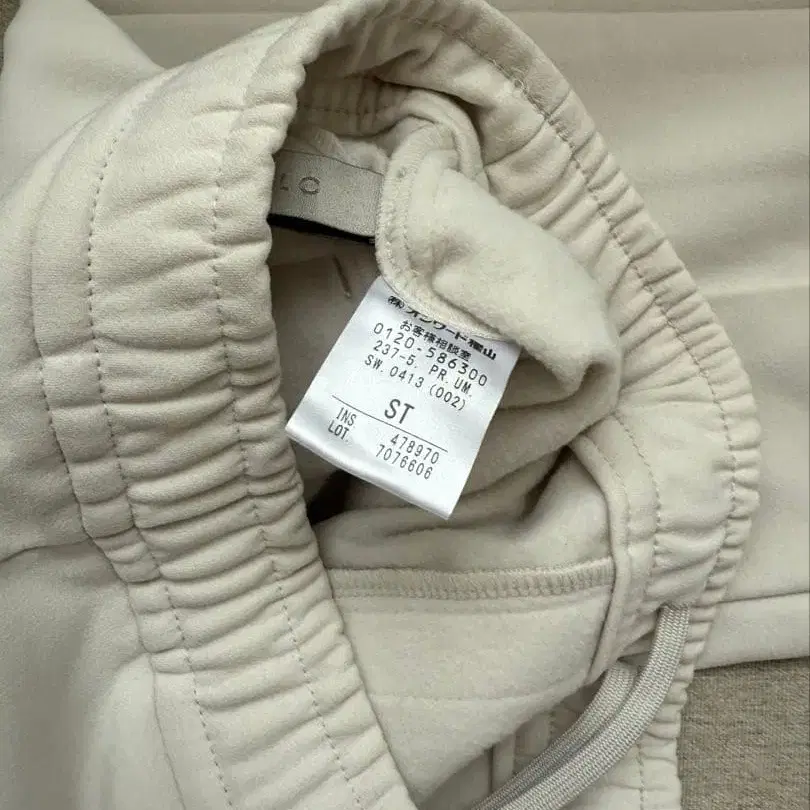 LO
㈱オンワード樫山
お客様相談室
0120-586300
237-5. PR. UM.
SW. 0413 (002)
ST
INS 478970
LOT. 7076606